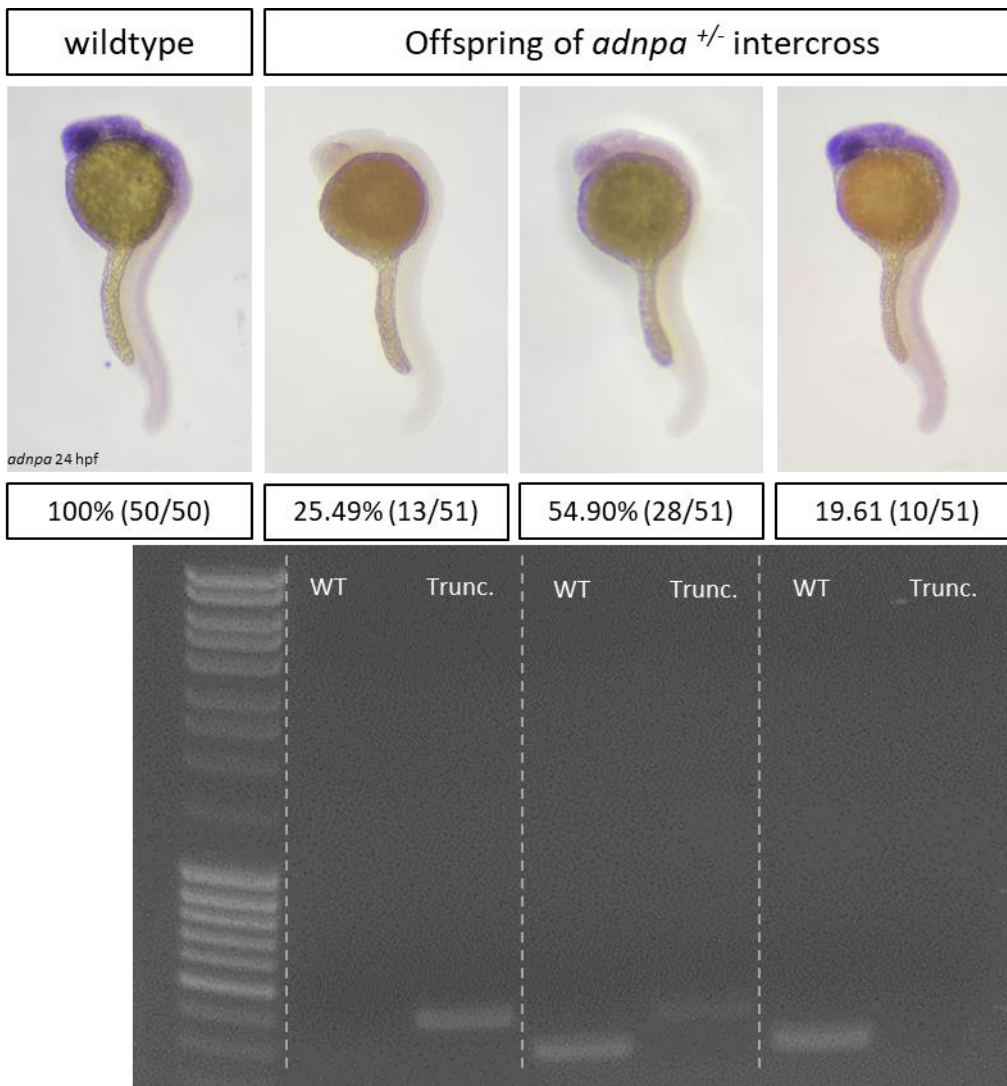 wildtype
Offspring of adnpa +/- intercross
adnpa 24 hpf
100% (50/50)
25.49% (13/51)
54.90% (28/51)
19.61 (10/51)
WT
Trunc.
WT
Trunc.
WT
Trunc.